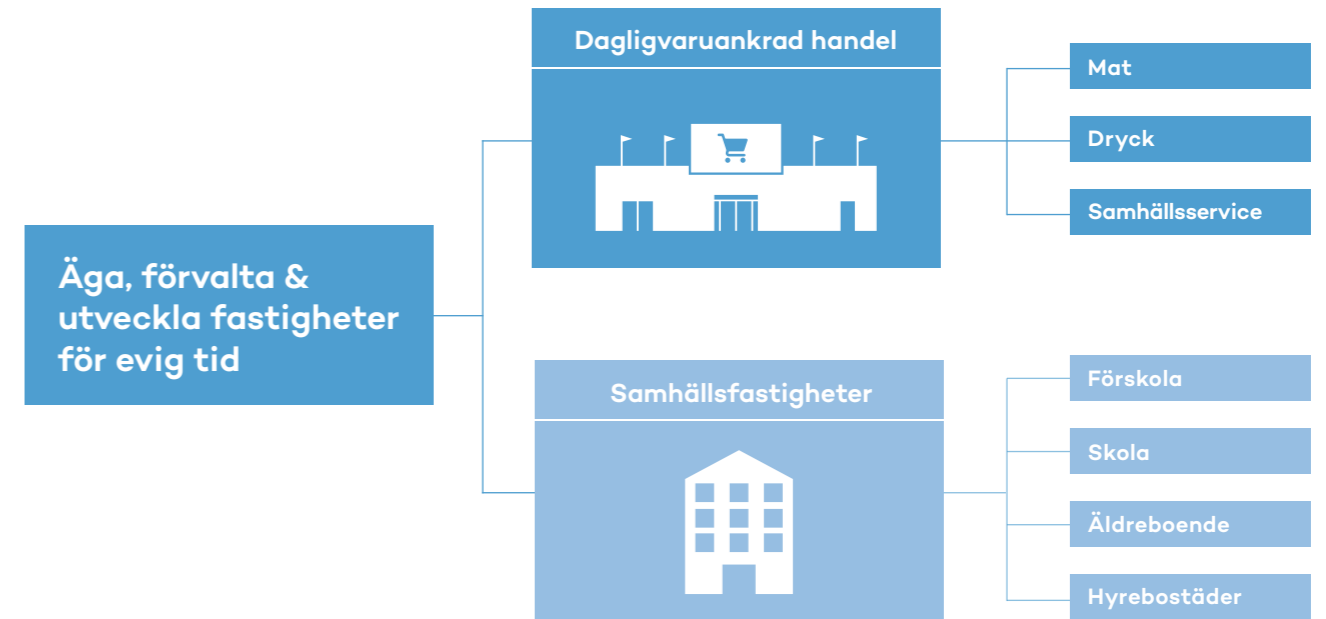 Äga, förvalta &
utveckla fastigheter
för evig tid
Dagligvaruankrad handel
Mat
Dryck
Samhällsservice
Samhällsfastigheter
Förskola
Skola
Äldreboende
Hyrebostäder